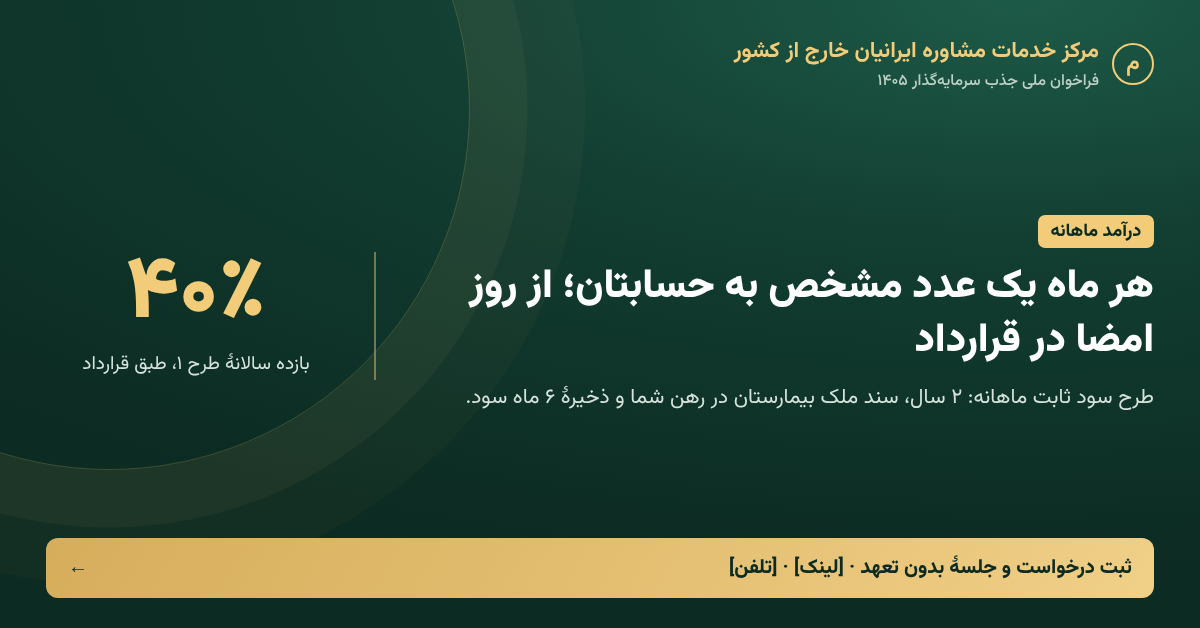 م
مرکز خدمات مشاوره ایرانیان خارج از کشور
فراخوان ملی جذب سرمایه‌گذار ۱۴۰۵
درآمد ماهانه
هر ماه یک عدد مشخص به حسابتان؛ از روز
امضا در قرارداد
طرح سود ثابت ماهانه: ۲ سال، سند ملک بیمارستان در رهن شما و ذخیرهٔ ۶ ماه سود.
۴۰٪
بازده سالانهٔ طرح ۱، طبق قرارداد
ثبت درخواست و جلسهٔ بدون تعهد · [لینک] · [تلفن]
←